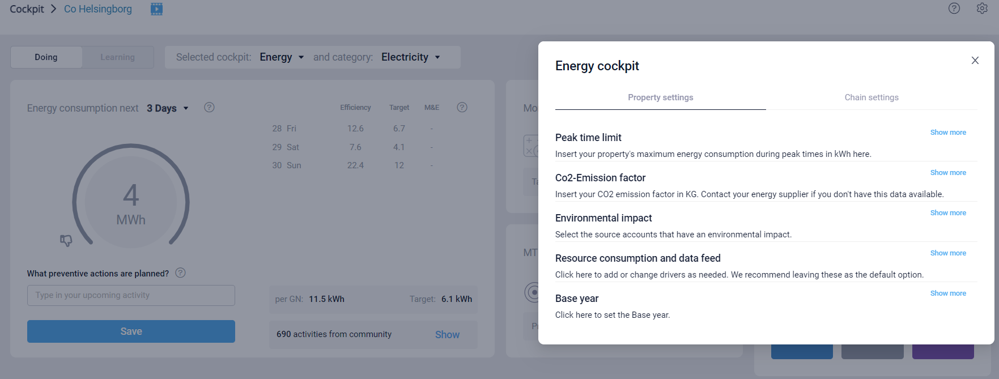 Cockpit > Co Helsingborg
Doing
Learning
Selected cockpit: Energy and category: Electricity
Energy consumption next 3 Days
Efficiency Target M&E
28 Fri 12.6 6.7 -
29 Sat 7.6 4.1 -
30 Sun 22.4 12 -
4
MWh
What preventive actions are planned?
Type in your upcoming activity
Save
per GN: 11.5 kWh Target: 6.1 kWh
690 activities from community Show
MT
Energy cockpit
Property settings Chain settings
Peak time limit Show more
Insert your property's maximum energy consumption during peak times in kWh here.
Co2-Emission factor Show more
Insert your CO2 emission factor in KG. Contact your energy supplier if you don't have this data available.
Environmental impact Show more
Select the source accounts that have an environmental impact.
Resource consumption and data feed Show more
Click here to add or change drivers as needed. We recommend leaving these as the default option.
Base year Show more
Click here to set the Base year.